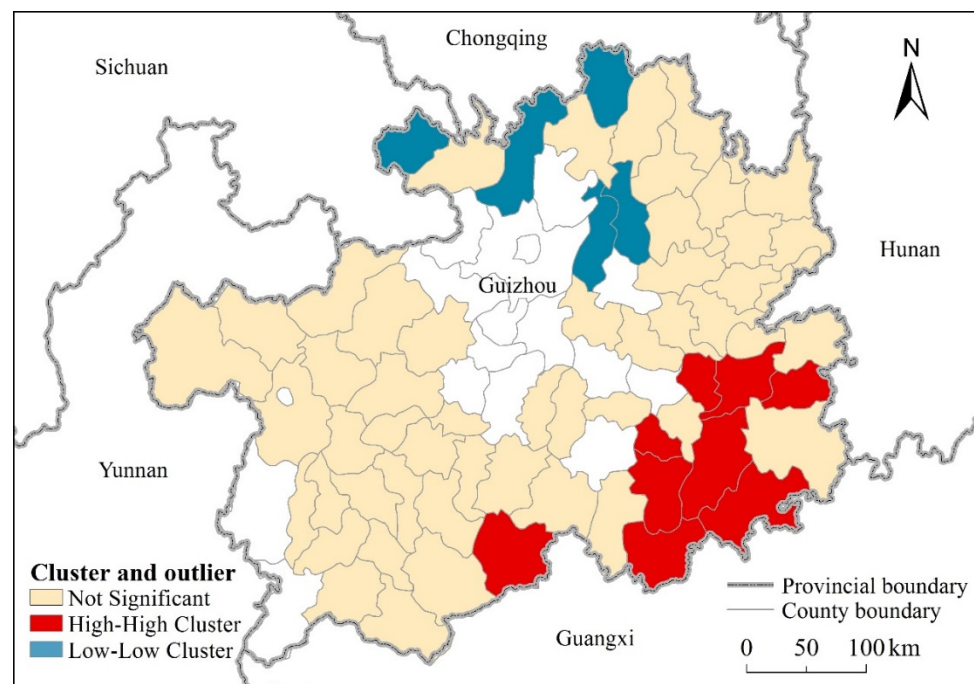 Chongqing
Sichuan
N
Hunan
Guizhou
Yunnan
Guangxi
Cluster and outlier
Not Significant
High-High Cluster
Low-Low Cluster
Provincial boundary
County boundary
0 50 100 km